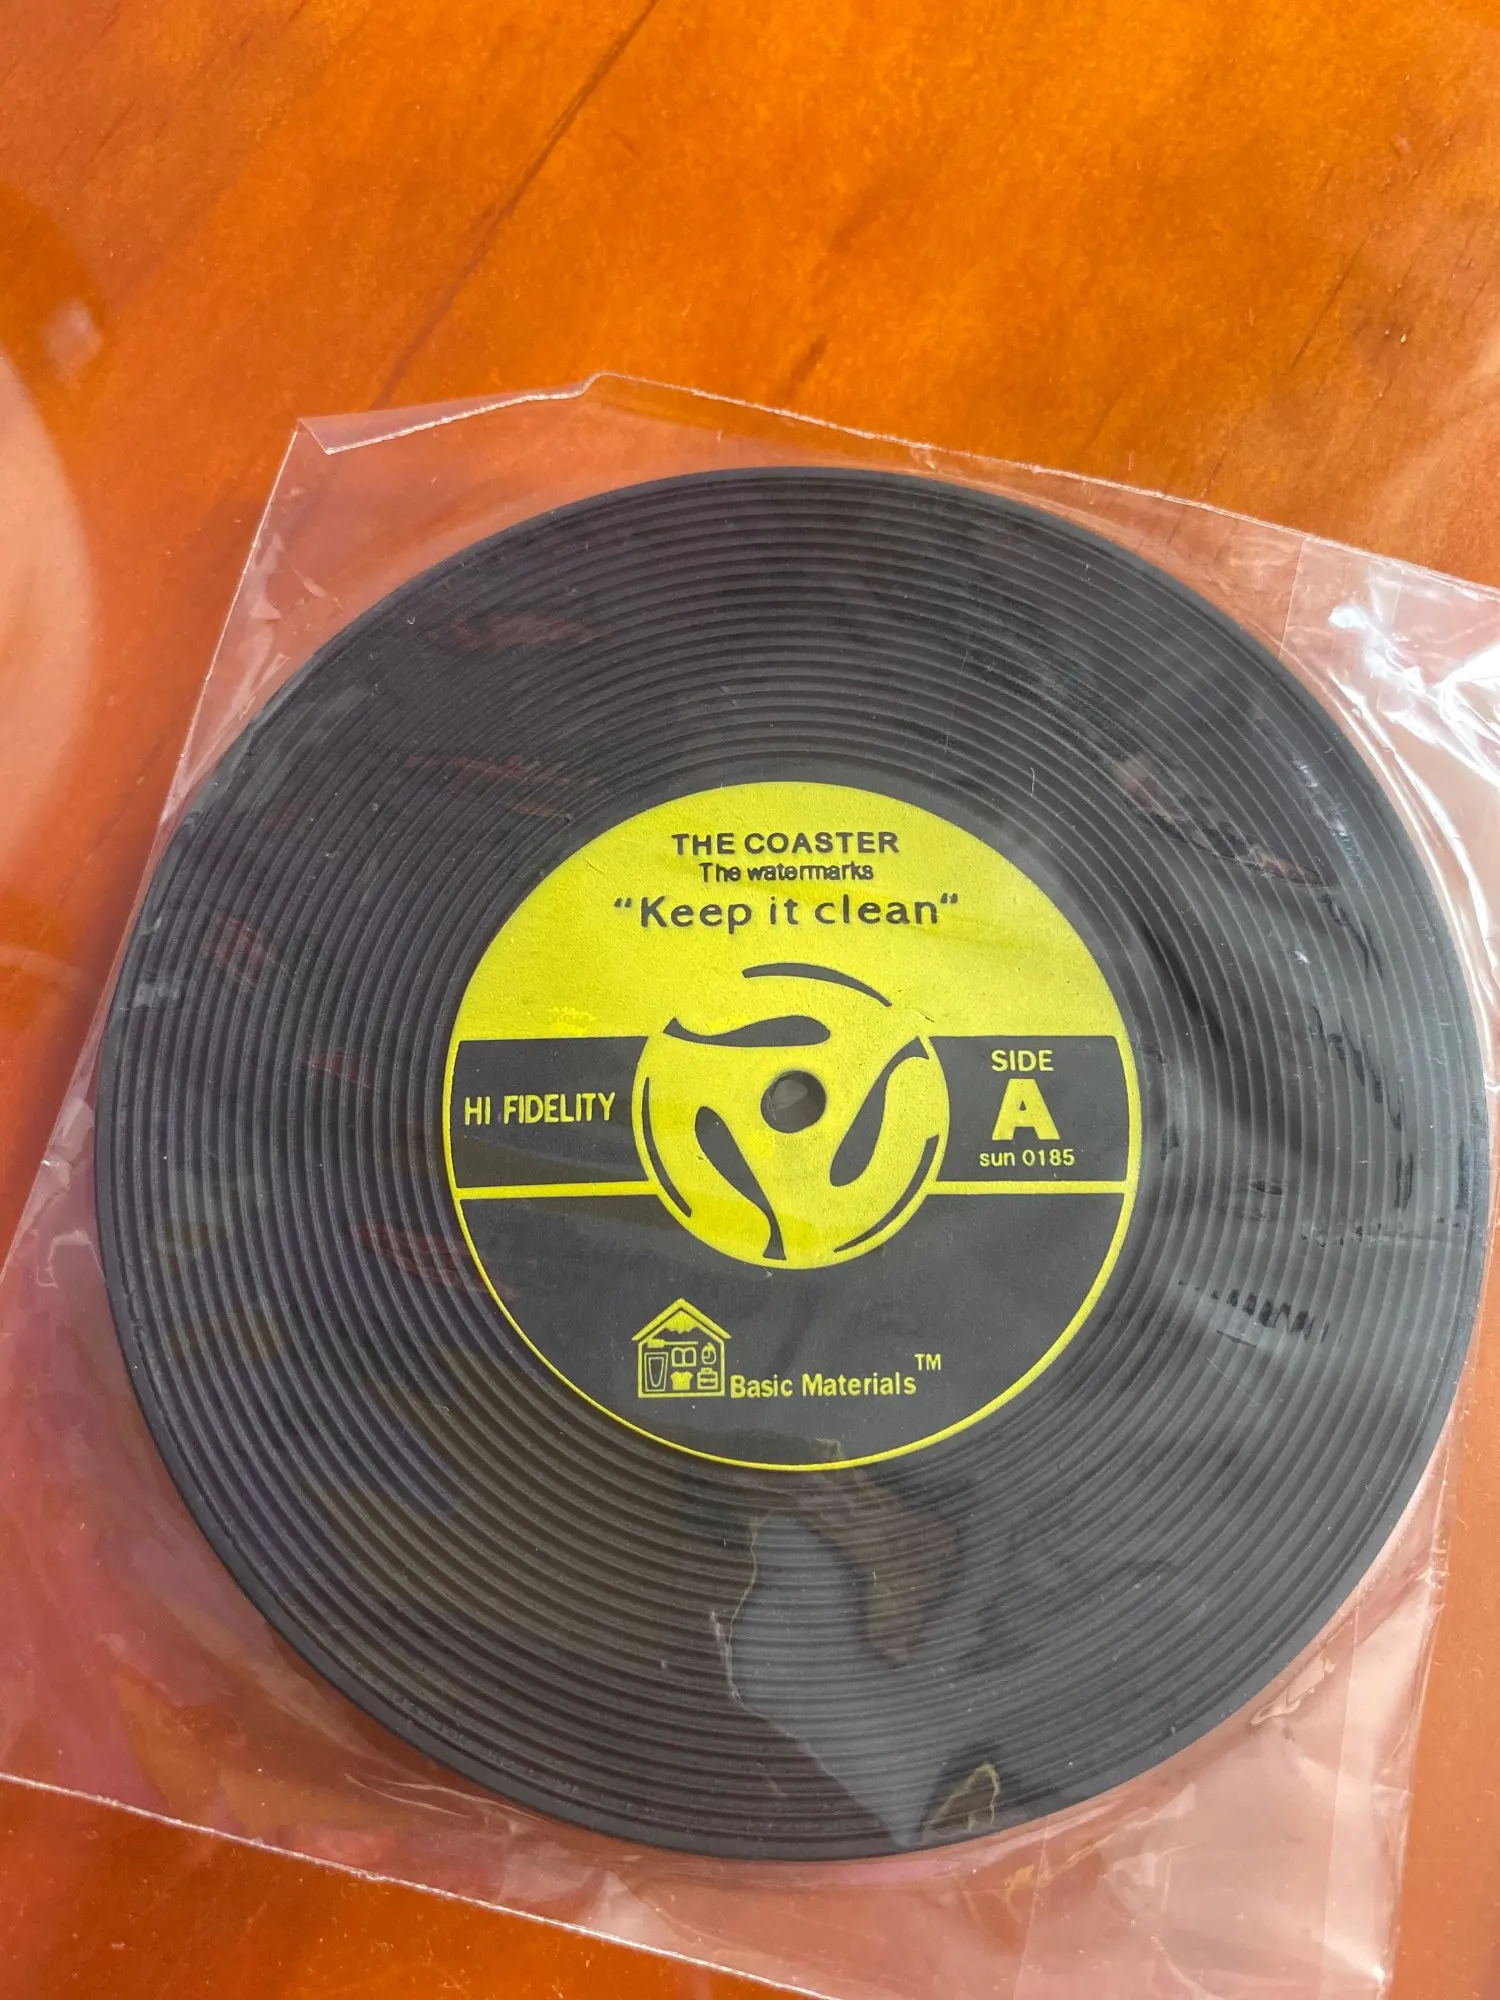 THE COASTER
The watermarks
“Keep it clean“
HI FIDELITY
SIDE
A
sun 0185
Basic Materials™